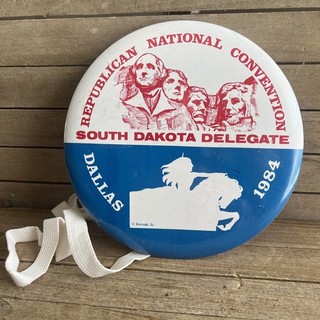 REPUBLICAN NATIONAL CONVENTION
SOUTH DAKOTA DELEGATE
DALLAS 1984